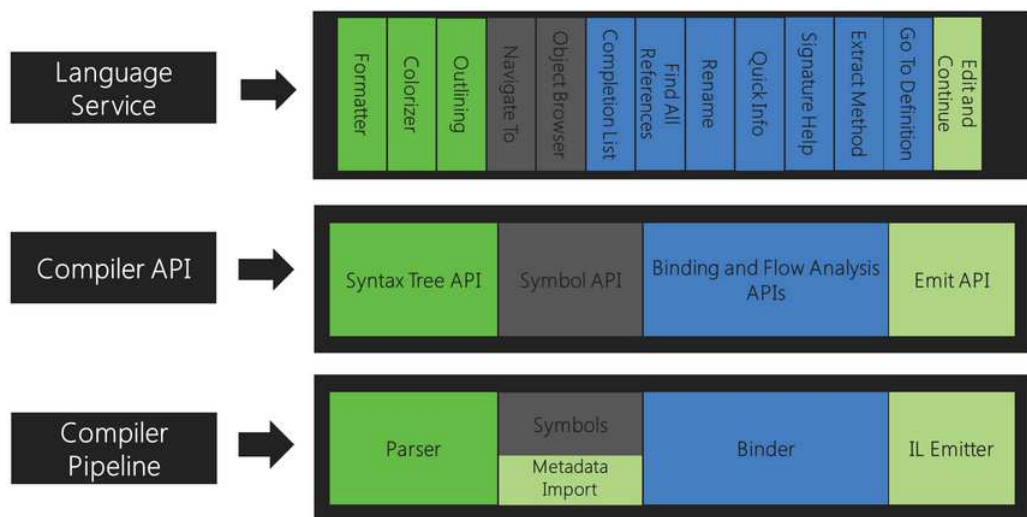 Language
Service
Formatter
Colorizer
Outlining
Navigate To
Object Browser
Completion List
Find All
References
Rename
Quick Info
Signature Help
Extract Method
Go To Definition
Edit and
Continue
Compiler API
Syntax Tree API
Symbol API
Binding and Flow Analysis
APIs
Emit API
Compiler
Pipeline
Parser
Symbols
Metadata
Import
Binder
IL Emitter